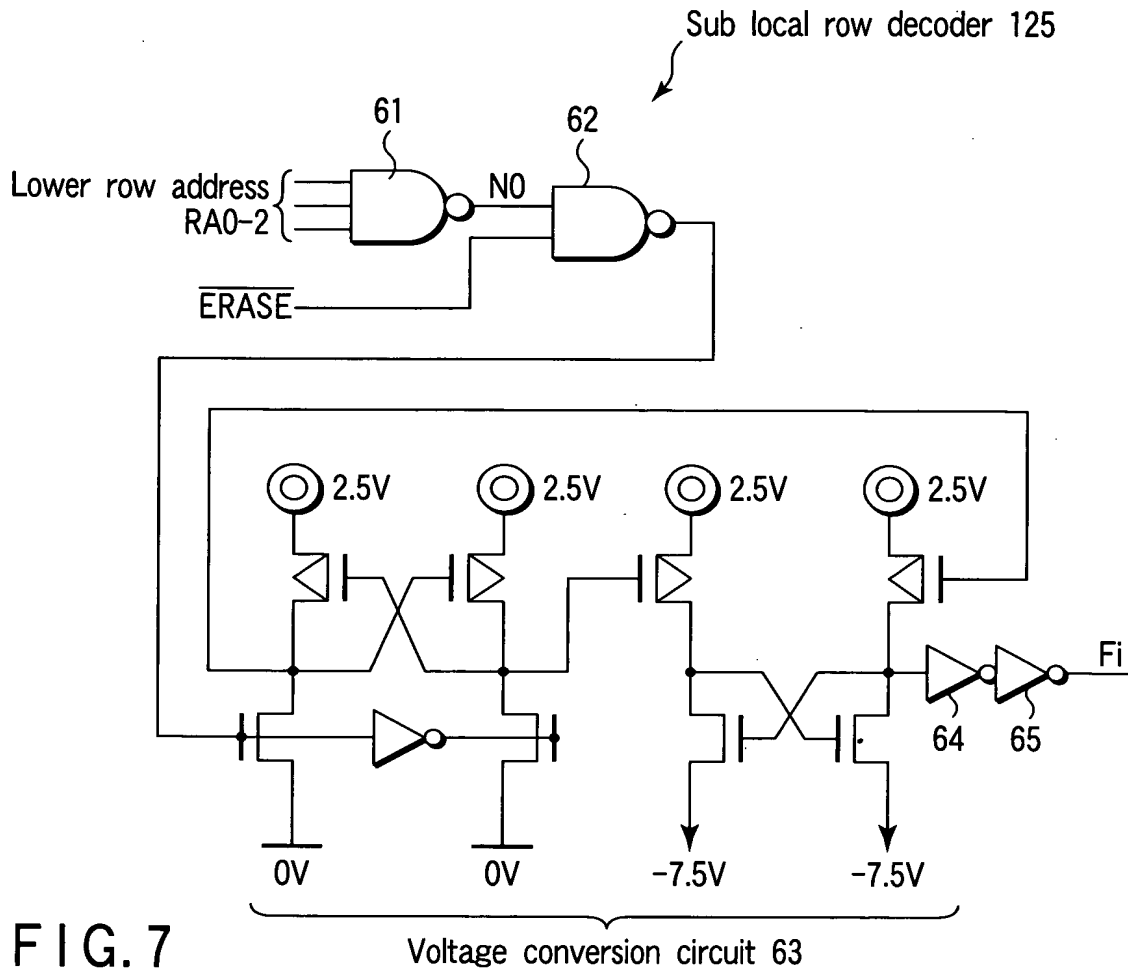 Sub local row decoder 125
61
62
Lower row address
RA0-2
N0
ERASE
2.5V
2.5V
2.5V
2.5V
Fi
64
65
0V
0V
-7.5V
-7.5V
FIG. 7
Voltage conversion circuit 63